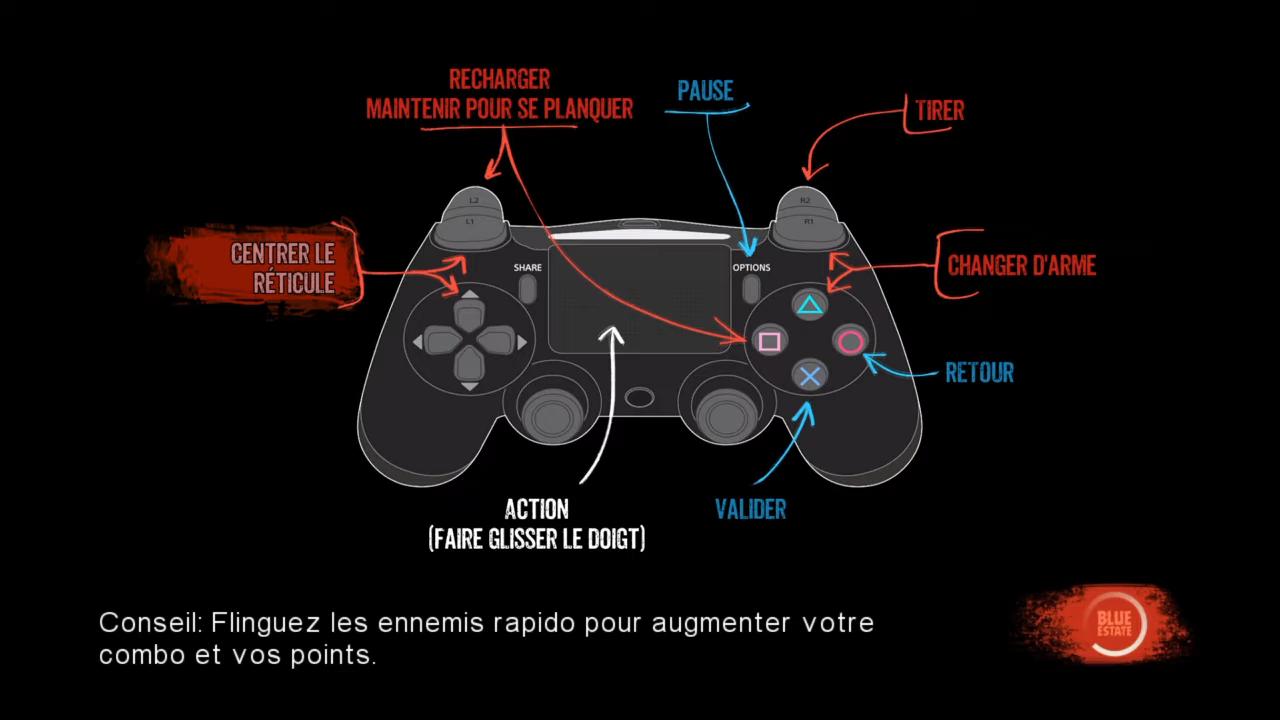 RECHARGER
MAINTENIR POUR SE PLANQUER
PAUSE
TIRER
L2
L1
R2
R1
CENTRER LE
RÉTICULE
SHARE
OPTIONS
CHANGER D'ARME
RETOUR
ACTION
(FAIRE GLISSER LE DOIGT)
VALIDER
Conseil: Flinguez les ennemis rapido pour augmenter votre
combo et vos points.
BLUE
ESTATE